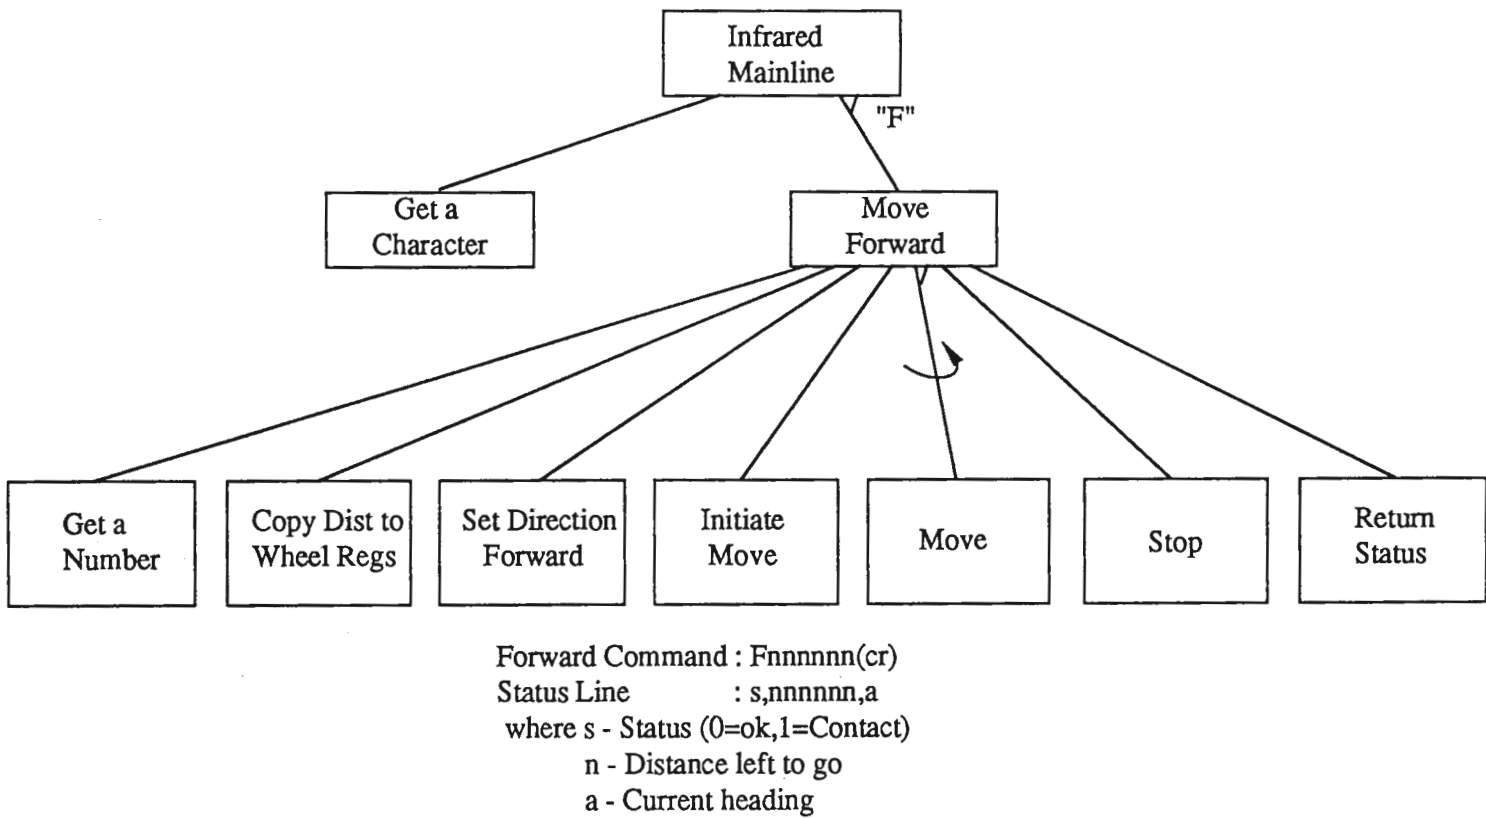 Infrared
Mainline
"F"
Get a
Character
Move
Forward
Get a
Number
Copy Dist to
Wheel Regs
Set Direction
Forward
Initiate
Move
Move
Stop
Return
Status
Forward Command : Fnnnnnn(cr)
Status Line : s,nnnnnn,a
where s - Status (0=ok,1=Contact)
n - Distance left to go
a - Current heading